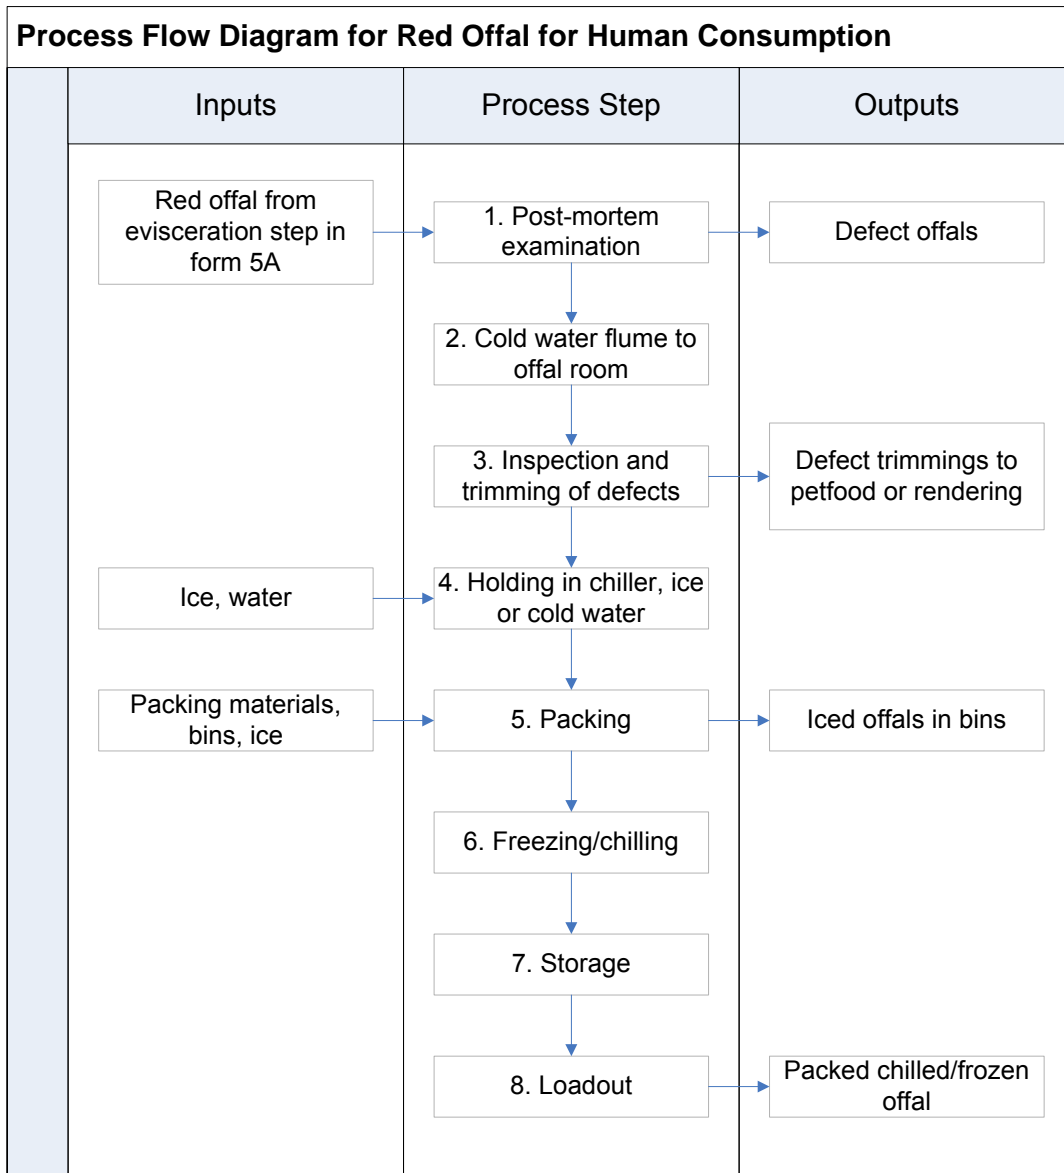 Process Flow Diagram for Red Offal for Human Consumption
Inputs
Process Step
Outputs
Red offal from
evisceration step in
form 5A
1. Post-mortem
examination
Defect offals
2. Cold water flume to
offal room
3. Inspection and
trimming of defects
Defect trimmings to
petfood or rendering
Ice, water
4. Holding in chiller, ice
or cold water
Packing materials,
bins, ice
5. Packing
Iced offals in bins
6. Freezing/chilling
7. Storage
8. Loadout
Packed chilled/frozen
offal